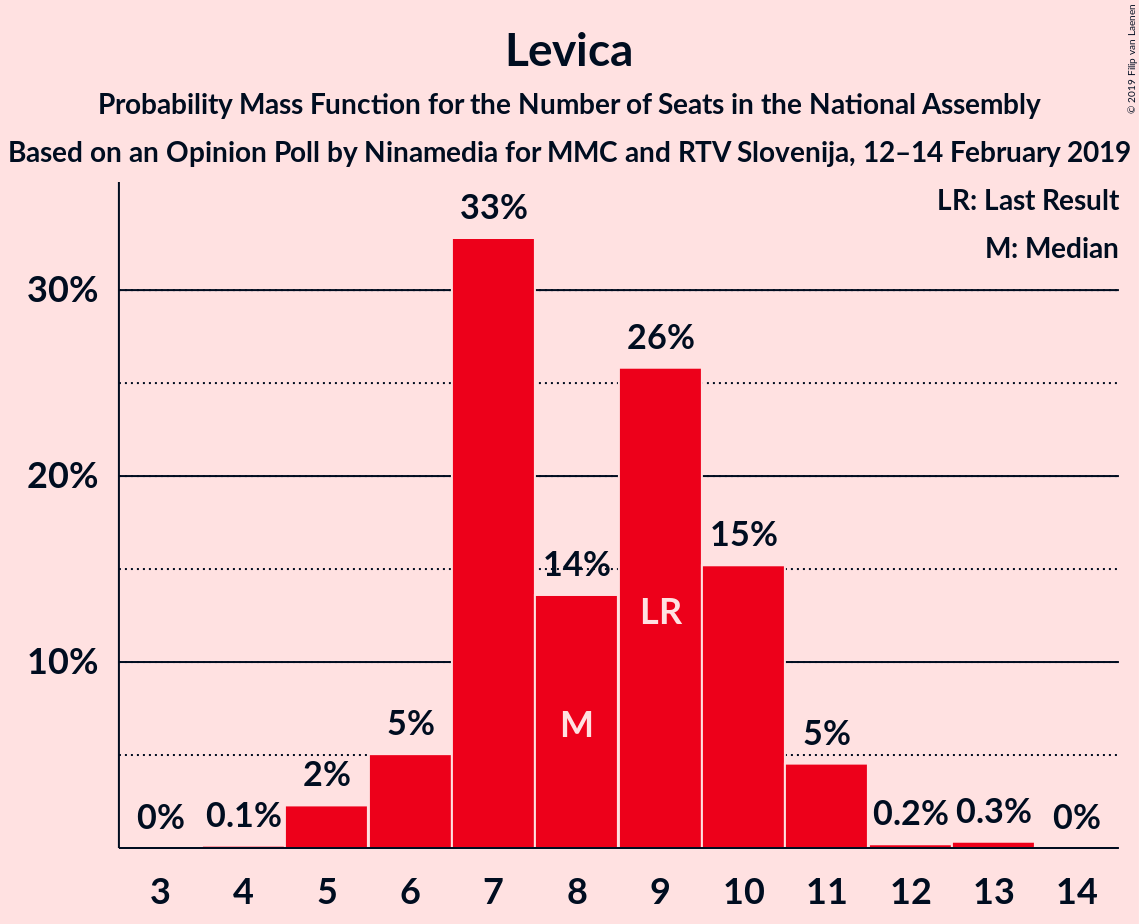 Levica
Probability Mass Function for the Number of Seats in the National Assembly
Based on an Opinion Poll by Ninamedia for MMC and RTV Slovenija, 12–14 February 2019
© 2019 Filip van Laenen
LR: Last Result
M: Median
30%
20%
10%
0%
0.1%
2%
5%
33%
14%
26%
15%
5%
0.2%
0.3%
0%
LR
M
3 4 5 6 7 8 9 10 11 12 13 14